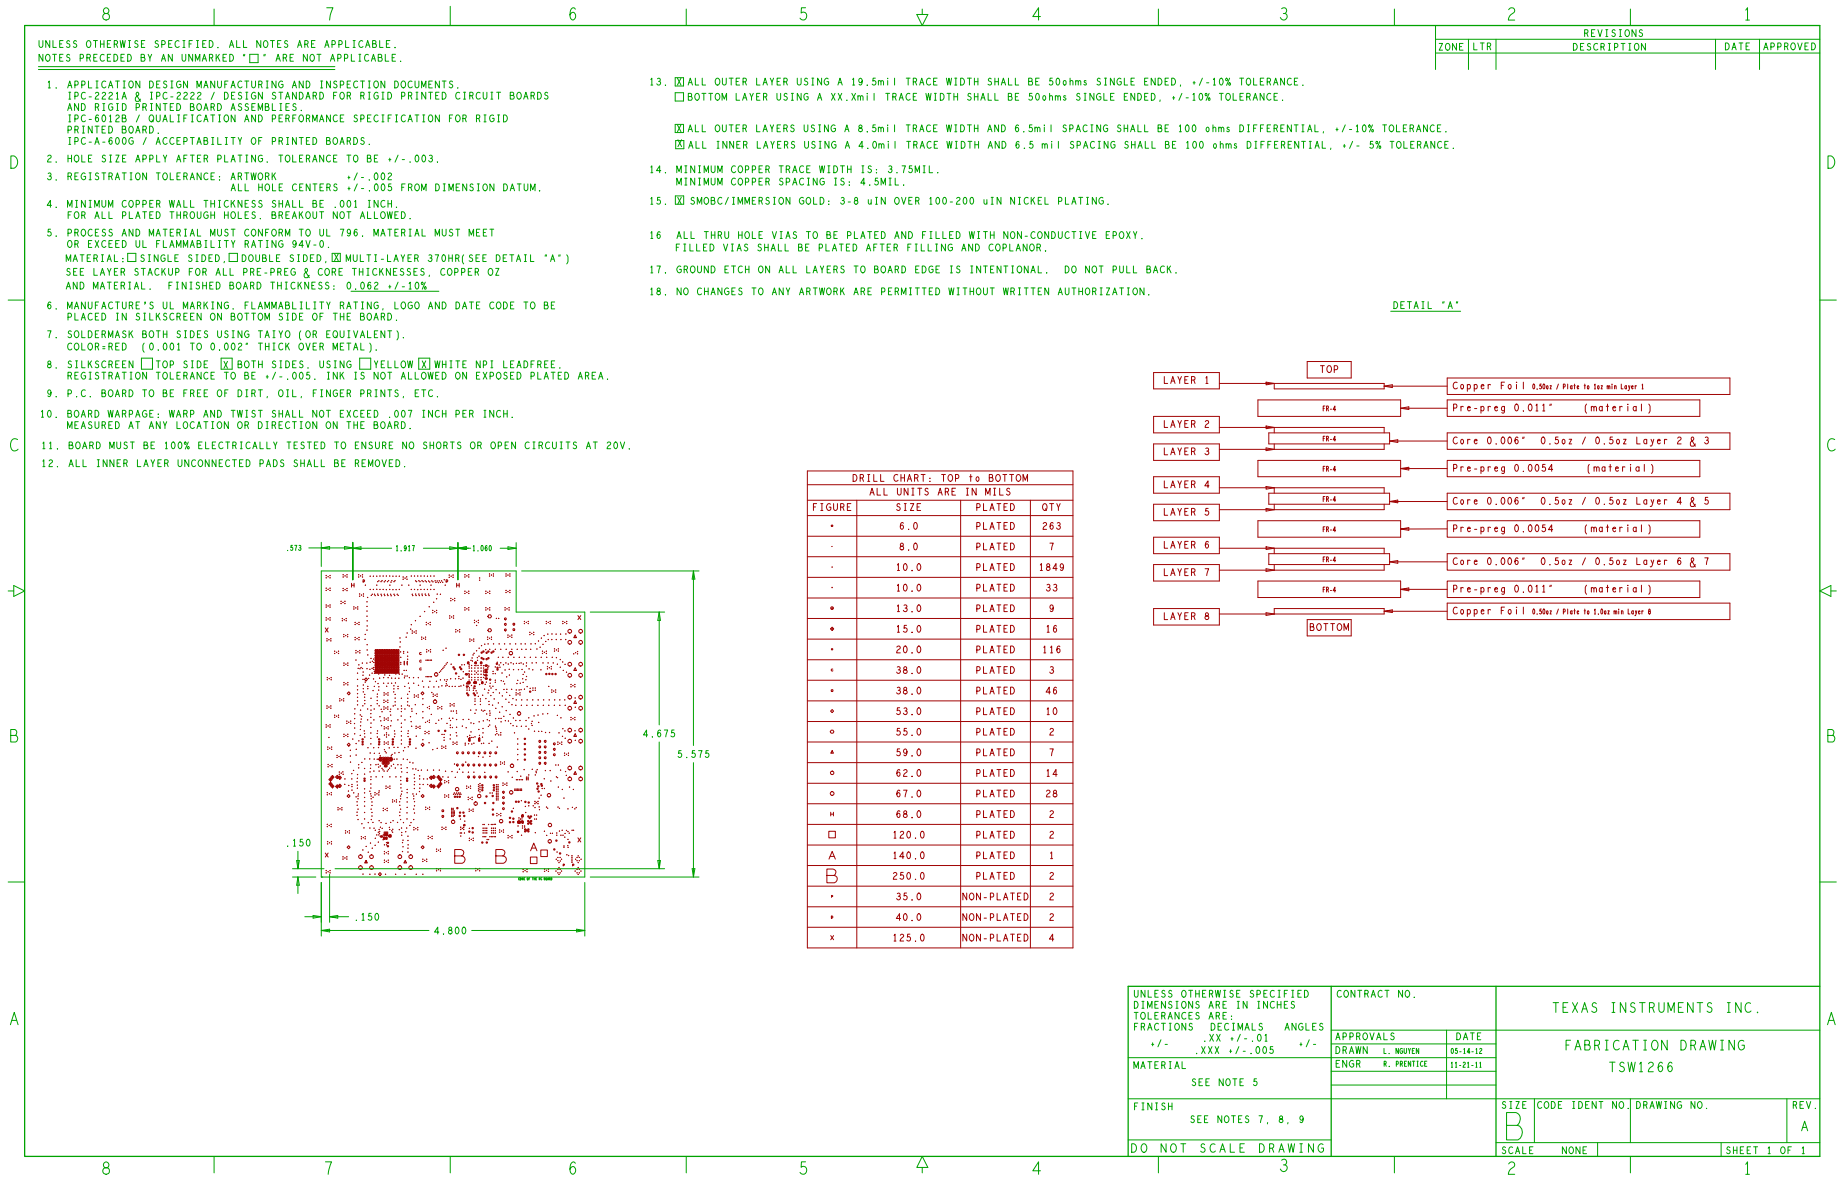 8 7 6 5 4 3 2 1
UNLESS OTHERWISE SPECIFIED. ALL NOTES ARE APPLICABLE.
NOTES PRECEDED BY AN UNMARKED "☐" ARE NOT APPLICABLE.
1. APPLICATION DESIGN MANUFACTURING AND INSPECTION DOCUMENTS.
IPC-2221A & IPC-2222 / DESIGN STANDARD FOR RIGID PRINTED CIRCUIT BOARDS
AND RIGID PRINTED BOARD ASSEMBLIES.
IPC-6012B / QUALIFICATION AND PERFORMANCE SPECIFICATION FOR RIGID
PRINTED BOARD.
IPC-A-600G / ACCEPTABILITY OF PRINTED BOARDS.
2. HOLE SIZE APPLY AFTER PLATING. TOLERANCE TO BE +/-.003.
3. REGISTRATION TOLERANCE: ARTWORK +/-.002
ALL HOLE CENTERS +/-.005 FROM DIMENSION DATUM.
4. MINIMUM COPPER WALL THICKNESS SHALL BE .001 INCH.
FOR ALL PLATED THROUGH HOLES. BREAKOUT NOT ALLOWED.
5. PROCESS AND MATERIAL MUST CONFORM TO UL 796. MATERIAL MUST MEET
OR EXCEED UL FLAMMABILITY RATING 94V-0.
MATERIAL: ☐ SINGLE SIDED, ☐ DOUBLE SIDED, ☒ MULTI-LAYER 370HR(SEE DETAIL "A")
SEE LAYER STACKUP FOR ALL PRE-PREG & CORE THICKNESSES, COPPER OZ
AND MATERIAL. FINISHED BOARD THICKNESS: 0.062 +/-10%
6. MANUFACTURE'S UL MARKING, FLAMMABLILITY RATING, LOGO AND DATE CODE TO BE
PLACED IN SILKSCREEN ON BOTTOM SIDE OF THE BOARD.
7. SOLDERMASK BOTH SIDES USING TAIYO (OR EQUIVALENT).
COLOR=RED (0.001 TO 0.002" THICK OVER METAL).
8. SILKSCREEN ☐ TOP SIDE ☒ BOTH SIDES, USING ☐ YELLOW ☒ WHITE NPI LEADFREE.
REGISTRATION TOLERANCE TO BE +/-.005. INK IS NOT ALLOWED ON EXPOSED PLATED AREA.
9. P.C. BOARD TO BE FREE OF DIRT, OIL, FINGER PRINTS, ETC.
10. BOARD WARPAGE: WARP AND TWIST SHALL NOT EXCEED .007 INCH PER INCH.
MEASURED AT ANY LOCATION OR DIRECTION ON THE BOARD.
11. BOARD MUST BE 100% ELECTRICALLY TESTED TO ENSURE NO SHORTS OR OPEN CIRCUITS AT 20V.
12. ALL INNER LAYER UNCONNECTED PADS SHALL BE REMOVED.
13. ☒ ALL OUTER LAYER USING A 19.5mil TRACE WIDTH SHALL BE 50ohms SINGLE ENDED, +/-10% TOLERANCE.
☐ BOTTOM LAYER USING A XX.Xmil TRACE WIDTH SHALL BE 50ohms SINGLE ENDED, +/-10% TOLERANCE.
☒ ALL OUTER LAYERS USING A 8.5mil TRACE WIDTH AND 6.5mil SPACING SHALL BE 100 ohms DIFFERENTIAL, +/-10% TOLERANCE.
☒ ALL INNER LAYERS USING A 4.0mil TRACE WIDTH AND 6.5 mil SPACING SHALL BE 100 ohms DIFFERENTIAL, +/- 5% TOLERANCE.
14. MINIMUM COPPER TRACE WIDTH IS: 3.75MIL.
MINIMUM COPPER SPACING IS: 4.5MIL.
15. ☒ SMOBC/IMMERSION GOLD: 3-8 uIN OVER 100-200 uIN NICKEL PLATING.
16 ALL THRU HOLE VIAS TO BE PLATED AND FILLED WITH NON-CONDUCTIVE EPOXY.
FILLED VIAS SHALL BE PLATED AFTER FILLING AND COPLANOR.
17. GROUND ETCH ON ALL LAYERS TO BOARD EDGE IS INTENTIONAL. DO NOT PULL BACK.
18. NO CHANGES TO ANY ARTWORK ARE PERMITTED WITHOUT WRITTEN AUTHORIZATION.
REVISIONS
ZONE LTR DESCRIPTION DATE APPROVED
D D
C C
B B
A A
DETAIL "A"
TOP
LAYER 1 Copper Foil 0.50oz / Plate to 1oz min Layer 1
FR-4 Pre-preg 0.011" (material)
LAYER 2
FR-4 Core 0.006" 0.5oz / 0.5oz Layer 2 & 3
LAYER 3
FR-4 Pre-preg 0.0054 (material)
LAYER 4
FR-4 Core 0.006" 0.5oz / 0.5oz Layer 4 & 5
LAYER 5
FR-4 Pre-preg 0.0054 (material)
LAYER 6
FR-4 Core 0.006" 0.5oz / 0.5oz Layer 6 & 7
LAYER 7
FR-4 Pre-preg 0.011" (material)
LAYER 8 Copper Foil 0.50oz / Plate to 1.0oz min Layer 8
BOTTOM
DRILL CHART: TOP to BOTTOM
ALL UNITS ARE IN MILS
FIGURE SIZE PLATED QTY
6.0 PLATED 263
8.0 PLATED 7
10.0 PLATED 1849
10.0 PLATED 33
13.0 PLATED 9
15.0 PLATED 16
20.0 PLATED 116
38.0 PLATED 3
38.0 PLATED 46
53.0 PLATED 10
55.0 PLATED 2
59.0 PLATED 7
62.0 PLATED 14
67.0 PLATED 28
H 68.0 PLATED 2
120.0 PLATED 2
A 140.0 PLATED 1
B 250.0 PLATED 2
35.0 NON-PLATED 2
40.0 NON-PLATED 2
X 125.0 NON-PLATED 4
.573 1.917 1.060
H H
X X
4.675
5.575
C C
X X
B B A
.150
.150
4.800
UNLESS OTHERWISE SPECIFIED
DIMENSIONS ARE IN INCHES
TOLERANCES ARE:
FRACTIONS DECIMALS ANGLES
+/- .XX +/-.01 +/-
.XXX +/-.005
MATERIAL
SEE NOTE 5
FINISH
SEE NOTES 7, 8, 9
DO NOT SCALE DRAWING
CONTRACT NO.
APPROVALS DATE
DRAWN L. NGUYEN 05-14-12
ENGR R. PRENTICE 11-21-11
TEXAS INSTRUMENTS INC.
FABRICATION DRAWING
TSW1266
SIZE CODE IDENT NO. DRAWING NO. REV.
B A
SCALE NONE SHEET 1 OF 1
8 7 6 5 4 3 2 1